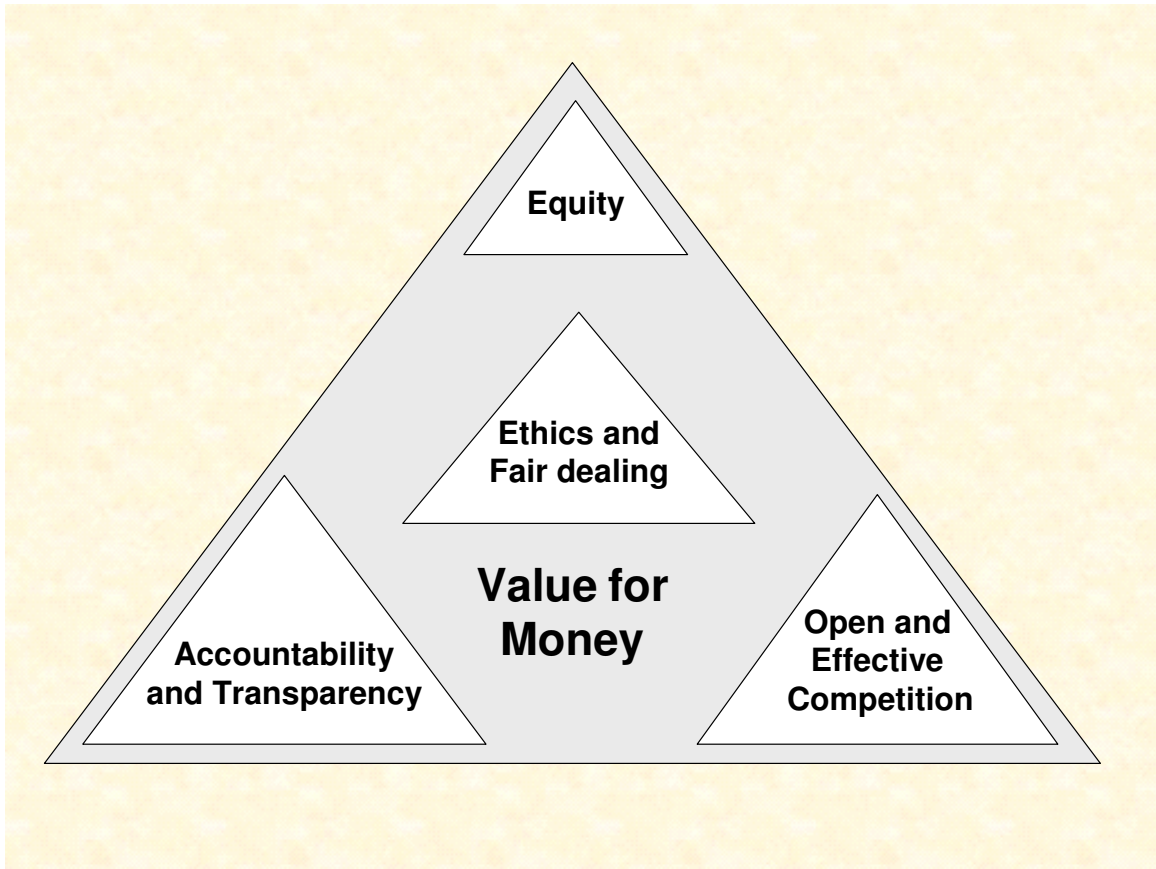 Equity
Ethics and
Fair dealing
Value for
Money
Accountability
and Transparency
Open and
Effective
Competition